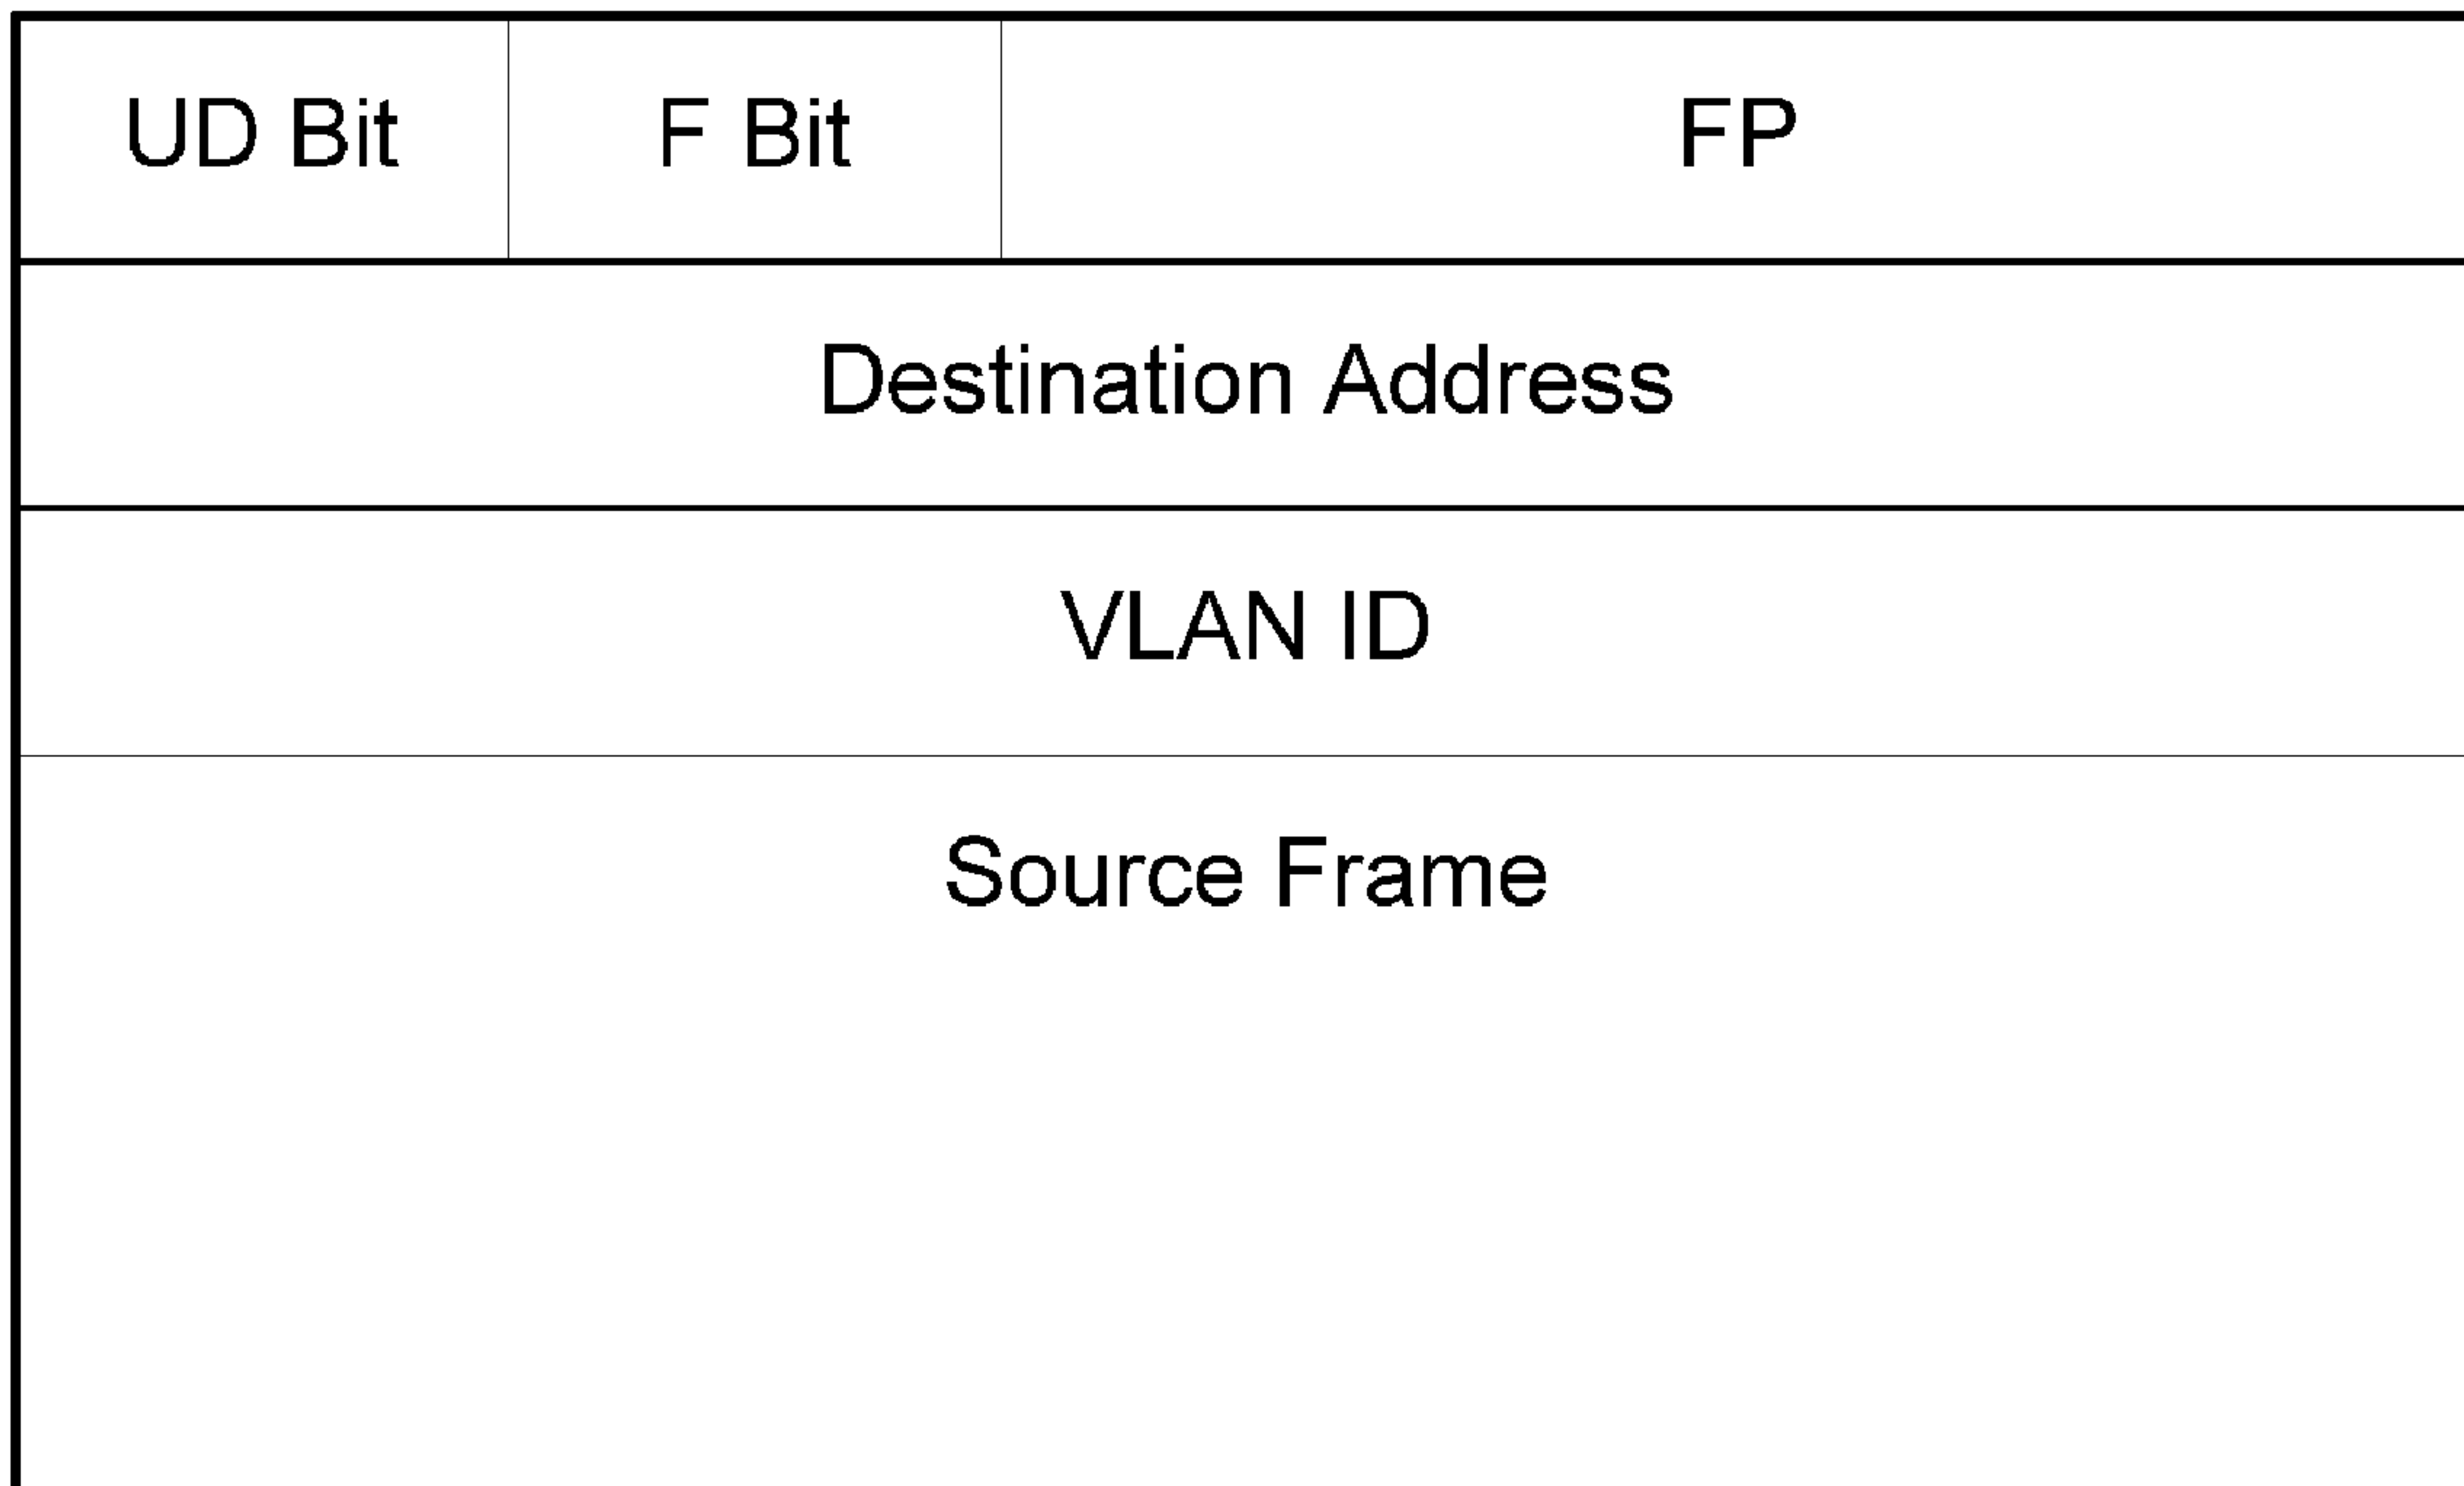 UD Bit F Bit FP
Destination Address
VLAN ID
Source Frame